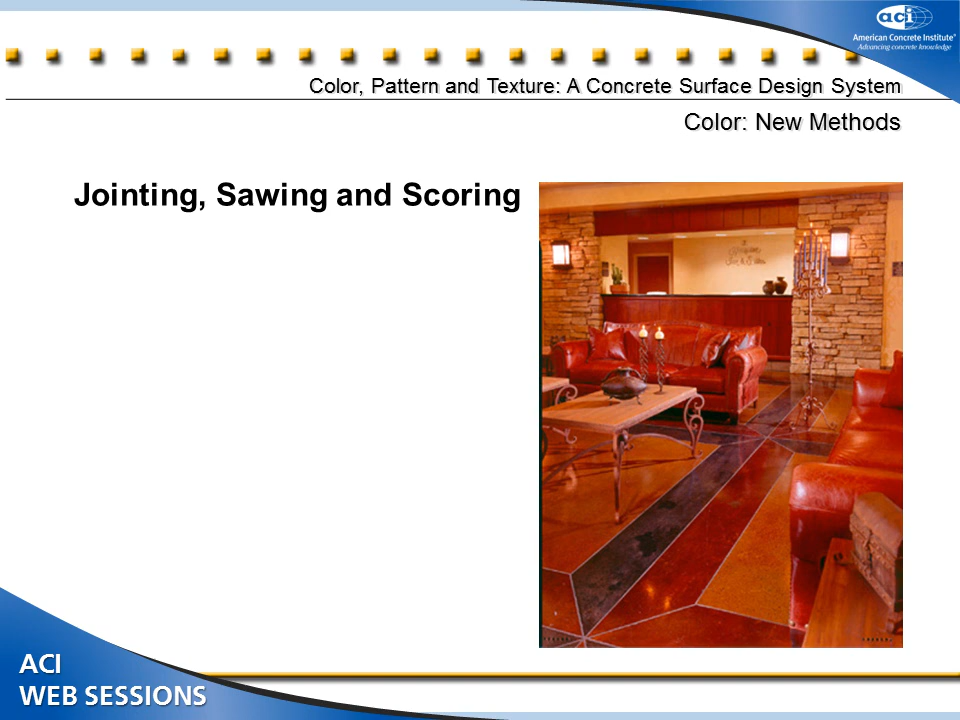 aci
American Concrete Institute®
Advancing concrete knowledge
Color, Pattern and Texture: A Concrete Surface Design System
Color: New Methods
Jointing, Sawing and Scoring
ACI
WEB SESSIONS